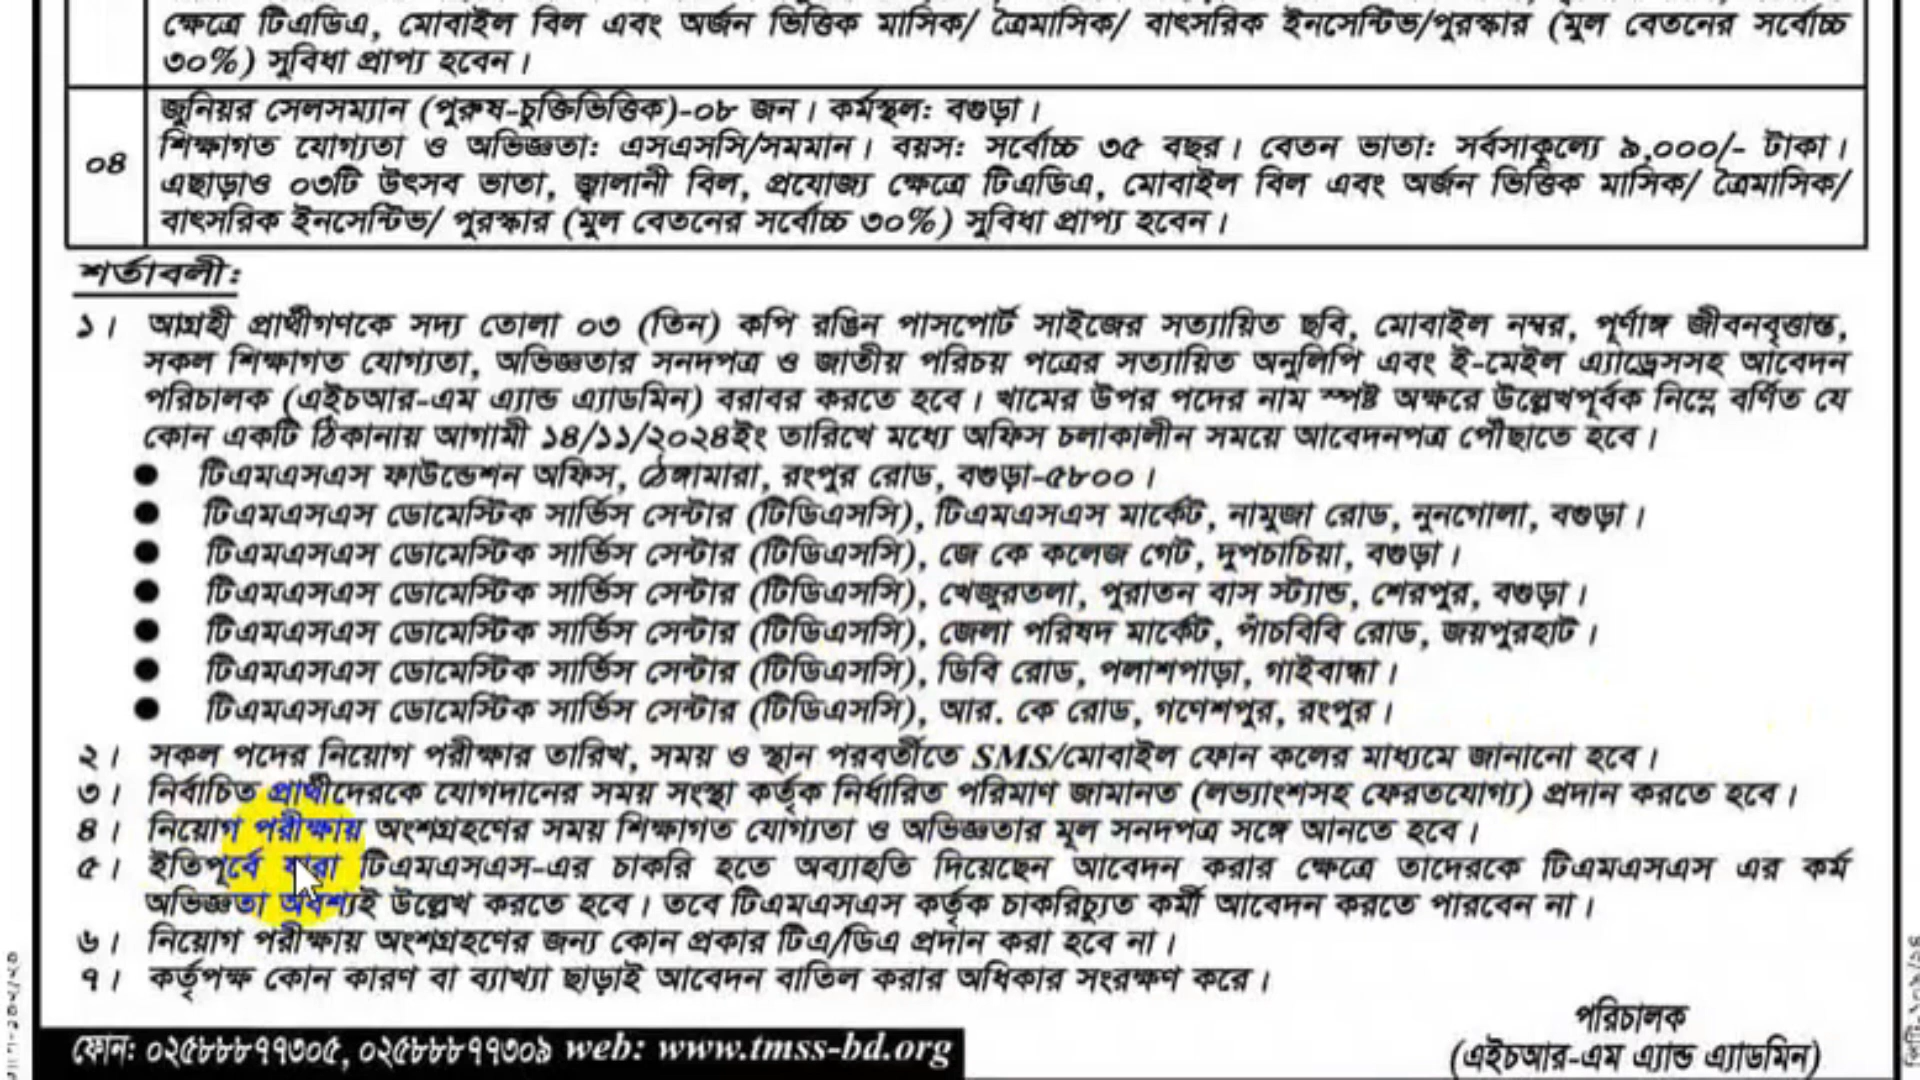 ক্ষেত্রে টিএডিএ, মোবাইল বিল এবং অর্জন ভিত্তিক মাসিক/ ত্রৈমাসিক/ বাৎসরিক ইনসেন্টিভ/পুরস্কার (মুল বেতনের সর্বোচ্চ
৩০%) সুবিধা প্রাপ্য হবেন।
০৪
জুনিয়র সেলসম্যান (পুরুষ-চুক্তিভিত্তিক)-০৮ জন। কর্মস্থল: বগুড়া।
শিক্ষাগত যোগ্যতা ও অভিজ্ঞতা: এসএসসি/সমমান। বয়স: সর্বোচ্চ ৩৫ বছর। বেতন ভাতা: সর্বসাকূল্যে ৯,০০০/- টাকা।
এছাড়াও ০৩টি উৎসব ভাতা, জ্বালানী বিল, প্রযোজ্য ক্ষেত্রে টিএডিএ, মোবাইল বিল এবং অর্জন ভিত্তিক মাসিক/ ত্রৈমাসিক/
বাৎসরিক ইনসেন্টিভ/ পুরস্কার (মুল বেতনের সর্বোচ্চ ৩০%) সুবিধা প্রাপ্য হবেন।
শর্তাবলী:
১। আগ্রহী প্রার্থীগণকে সদ্য তোলা ০৩ (তিন) কপি রঙিন পাসপোর্ট সাইজের সত্যায়িত ছবি, মোবাইল নম্বর, পূর্ণাঙ্গ জীবনবৃত্তান্ত,
সকল শিক্ষাগত যোগ্যতা, অভিজ্ঞতার সনদপত্র ও জাতীয় পরিচয় পত্রের সত্যায়িত অনুলিপি এবং ই-মেইল এ্যাড্রেসসহ আবেদন
পরিচালক (এইচআর-এম এ্যান্ড এ্যাডমিন) বরাবর করতে হবে। খামের উপর পদের নাম স্পষ্ট অক্ষরে উল্লেখপূর্বক নিম্নে বর্ণিত যে
কোন একটি ঠিকানায় আগামী ১৪/১১/২০২৪ইং তারিখে মধ্যে অফিস চলাকালীন সময়ে আবেদনপত্র পৌঁছাতে হবে।
● টিএমএসএস ফাউন্ডেশন অফিস, ঠেঙ্গামারা, রংপুর রোড, বগুড়া-৫৮০০।
● টিএমএসএস ডোমেস্টিক সার্ভিস সেন্টার (টিডিএসসি), টিএমএসএস মার্কেট, নামুজা রোড, নুনগোলা, বগুড়া।
● টিএমএসএস ডোমেস্টিক সার্ভিস সেন্টার (টিডিএসসি), জে কে কলেজ গেট, দুপচাচিয়া, বগুড়া।
● টিএমএসএস ডোমেস্টিক সার্ভিস সেন্টার (টিডিএসসি), খেজুরতলা, পুরাতন বাস স্ট্যান্ড, শেরপুর, বগুড়া।
● টিএমএসএস ডোমেস্টিক সার্ভিস সেন্টার (টিডিএসসি), জেলা পরিষদ মার্কেট, পাঁচবিবি রোড, জয়পুরহাট।
● টিএমএসএস ডোমেস্টিক সার্ভিস সেন্টার (টিডিএসসি), ডিবি রোড, পলাশপাড়া, গাইবান্ধা।
● টিএমএসএস ডোমেস্টিক সার্ভিস সেন্টার (টিডিএসসি), আর. কে রোড, গণেশপুর, রংপুর।
২। সকল পদের নিয়োগ পরীক্ষার তারিখ, সময় ও স্থান পরবর্তীতে SMS/মোবাইল ফোন কলের মাধ্যমে জানানো হবে।
৩। নির্বাচিত প্রার্থীদেরকে যোগদানের সময় সংস্থা কর্তৃক নির্ধারিত পরিমাণ জামানত (লভ্যাংশসহ ফেরতযোগ্য) প্রদান করতে হবে।
৪। নিয়োগ পরীক্ষায় অংশগ্রহণের সময় শিক্ষাগত যোগ্যতা ও অভিজ্ঞতার মূল সনদপত্র সঙ্গে আনতে হবে।
৫। ইতিপূর্বে যারা টিএমএসএস-এর চাকরি হতে অব্যাহতি দিয়েছেন আবেদন করার ক্ষেত্রে তাদেরকে টিএমএসএস এর কর্ম
অভিজ্ঞতা অবশ্যই উল্লেখ করতে হবে। তবে টিএমএসএস কর্তৃক চাকরিচ্যুত কর্মী আবেদন করতে পারবেন না।
৬। নিয়োগ পরীক্ষায় অংশগ্রহণের জন্য কোন প্রকার টিএ/ডিএ প্রদান করা হবে না।
৭। কর্তৃপক্ষ কোন কারণ বা ব্যাখ্যা ছাড়াই আবেদন বাতিল করার অধিকার সংরক্ষণ করে।
পরিচালক
(এইচআর-এম এ্যান্ড এ্যাডমিন)
ফোন: ০২৫৮৮৮৭৭৩০৫, ০২৫৮৮৮৭৭৩০৯ web: www.tmss-bd.org